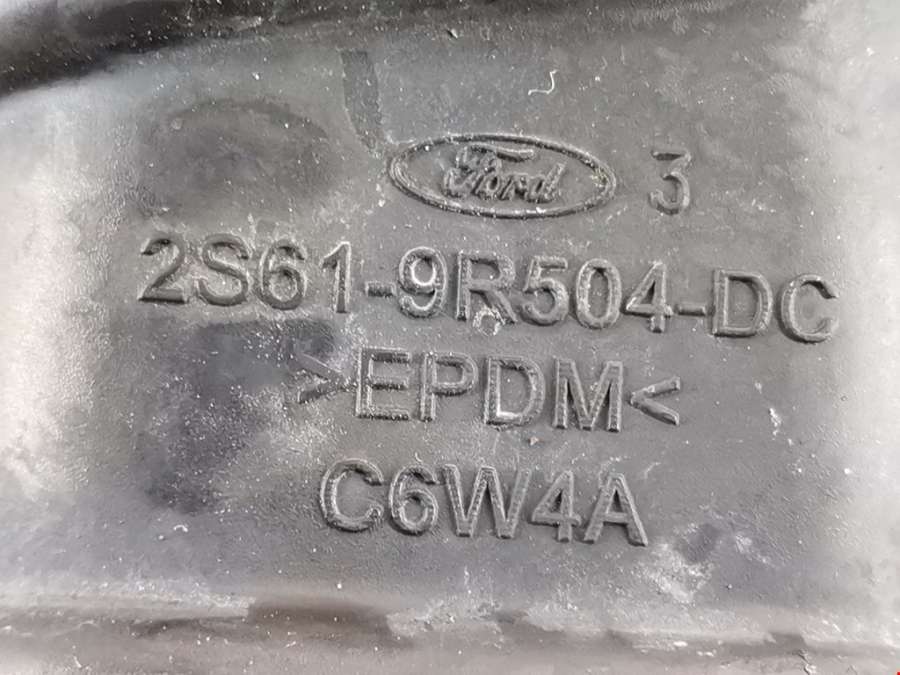 Ford 3
2S61-9R504-DC
>EPDM<
C6W4A